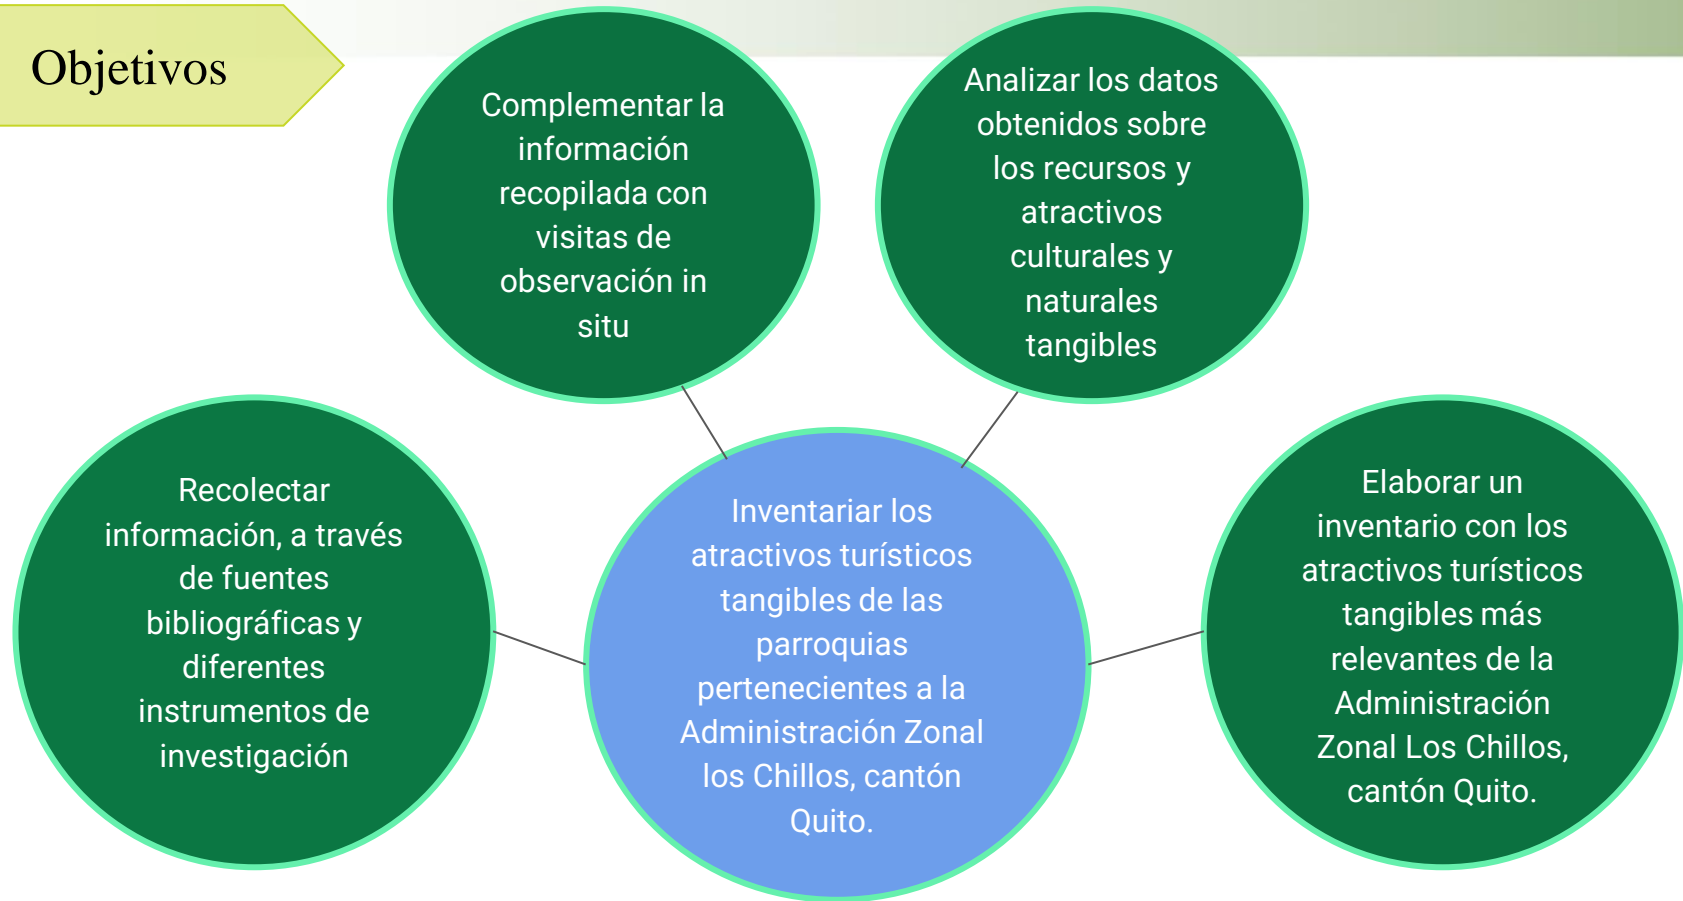 Objetivos
Complementar la
información
recopilada con
visitas de
observación in
situ
Analizar los datos
obtenidos sobre
los recursos y
atractivos
culturales y
naturales
tangibles
Recolectar
información, a través
de fuentes
bibliográficas y
diferentes
instrumentos de
investigación
Inventariar los
atractivos turísticos
tangibles de las
parroquias
pertenecientes a la
Administración Zonal
los Chillos, cantón
Quito.
Elaborar un
inventario con los
atractivos turísticos
tangibles más
relevantes de la
Administración
Zonal Los Chillos,
cantón Quito.